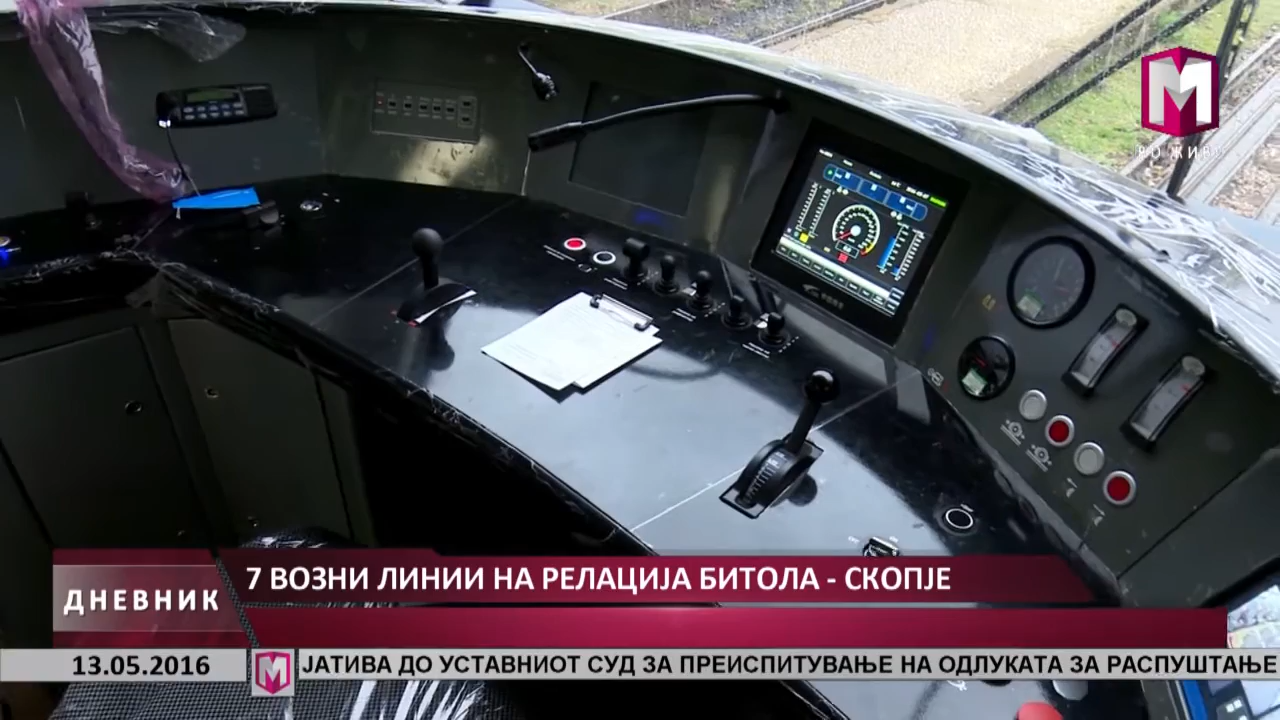 М
7 ВОЗНИ ЛИНИИ НА РЕЛАЦИЈА БИТОЛА - СКОПЈЕ
ДНЕВНИК
13.05.2016
М
ЈАТИВА ДО УСТАВНИОТ СУД ЗА ПРЕИСПИТУВАЊЕ НА ОДЛУКАТА ЗА РАСПУШТАЊЕ